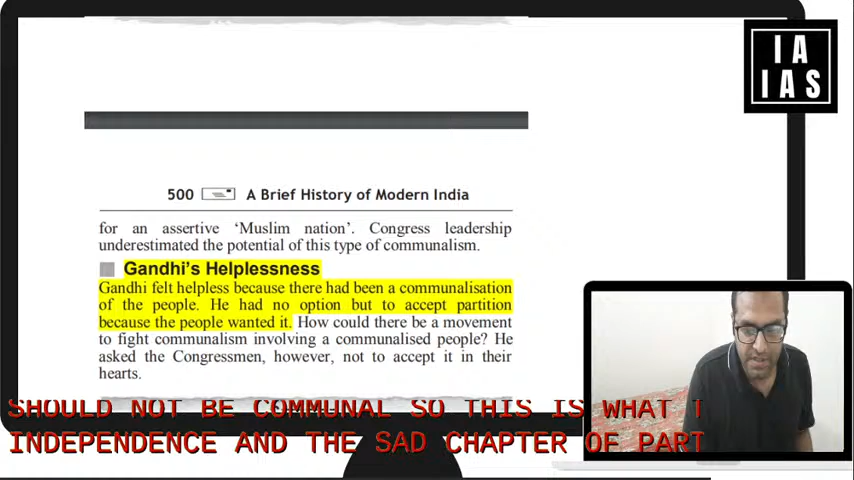 IA
IAS
500 A Brief History of Modern India
for an assertive ‘Muslim nation’. Congress leadership
underestimated the potential of this type of communalism.
Gandhi’s Helplessness
Gandhi felt helpless because there had been a communalisation
of the people. He had no option but to accept partition
because the people wanted it. How could there be a movement
to fight communalism involving a communalised people? He
asked the Congressmen, however, not to accept it in their
hearts.
SHOULD NOT BE COMMUNAL SO THIS IS WHAT
INDEPENDENCE AND THE SAD CHAPTER OF PART